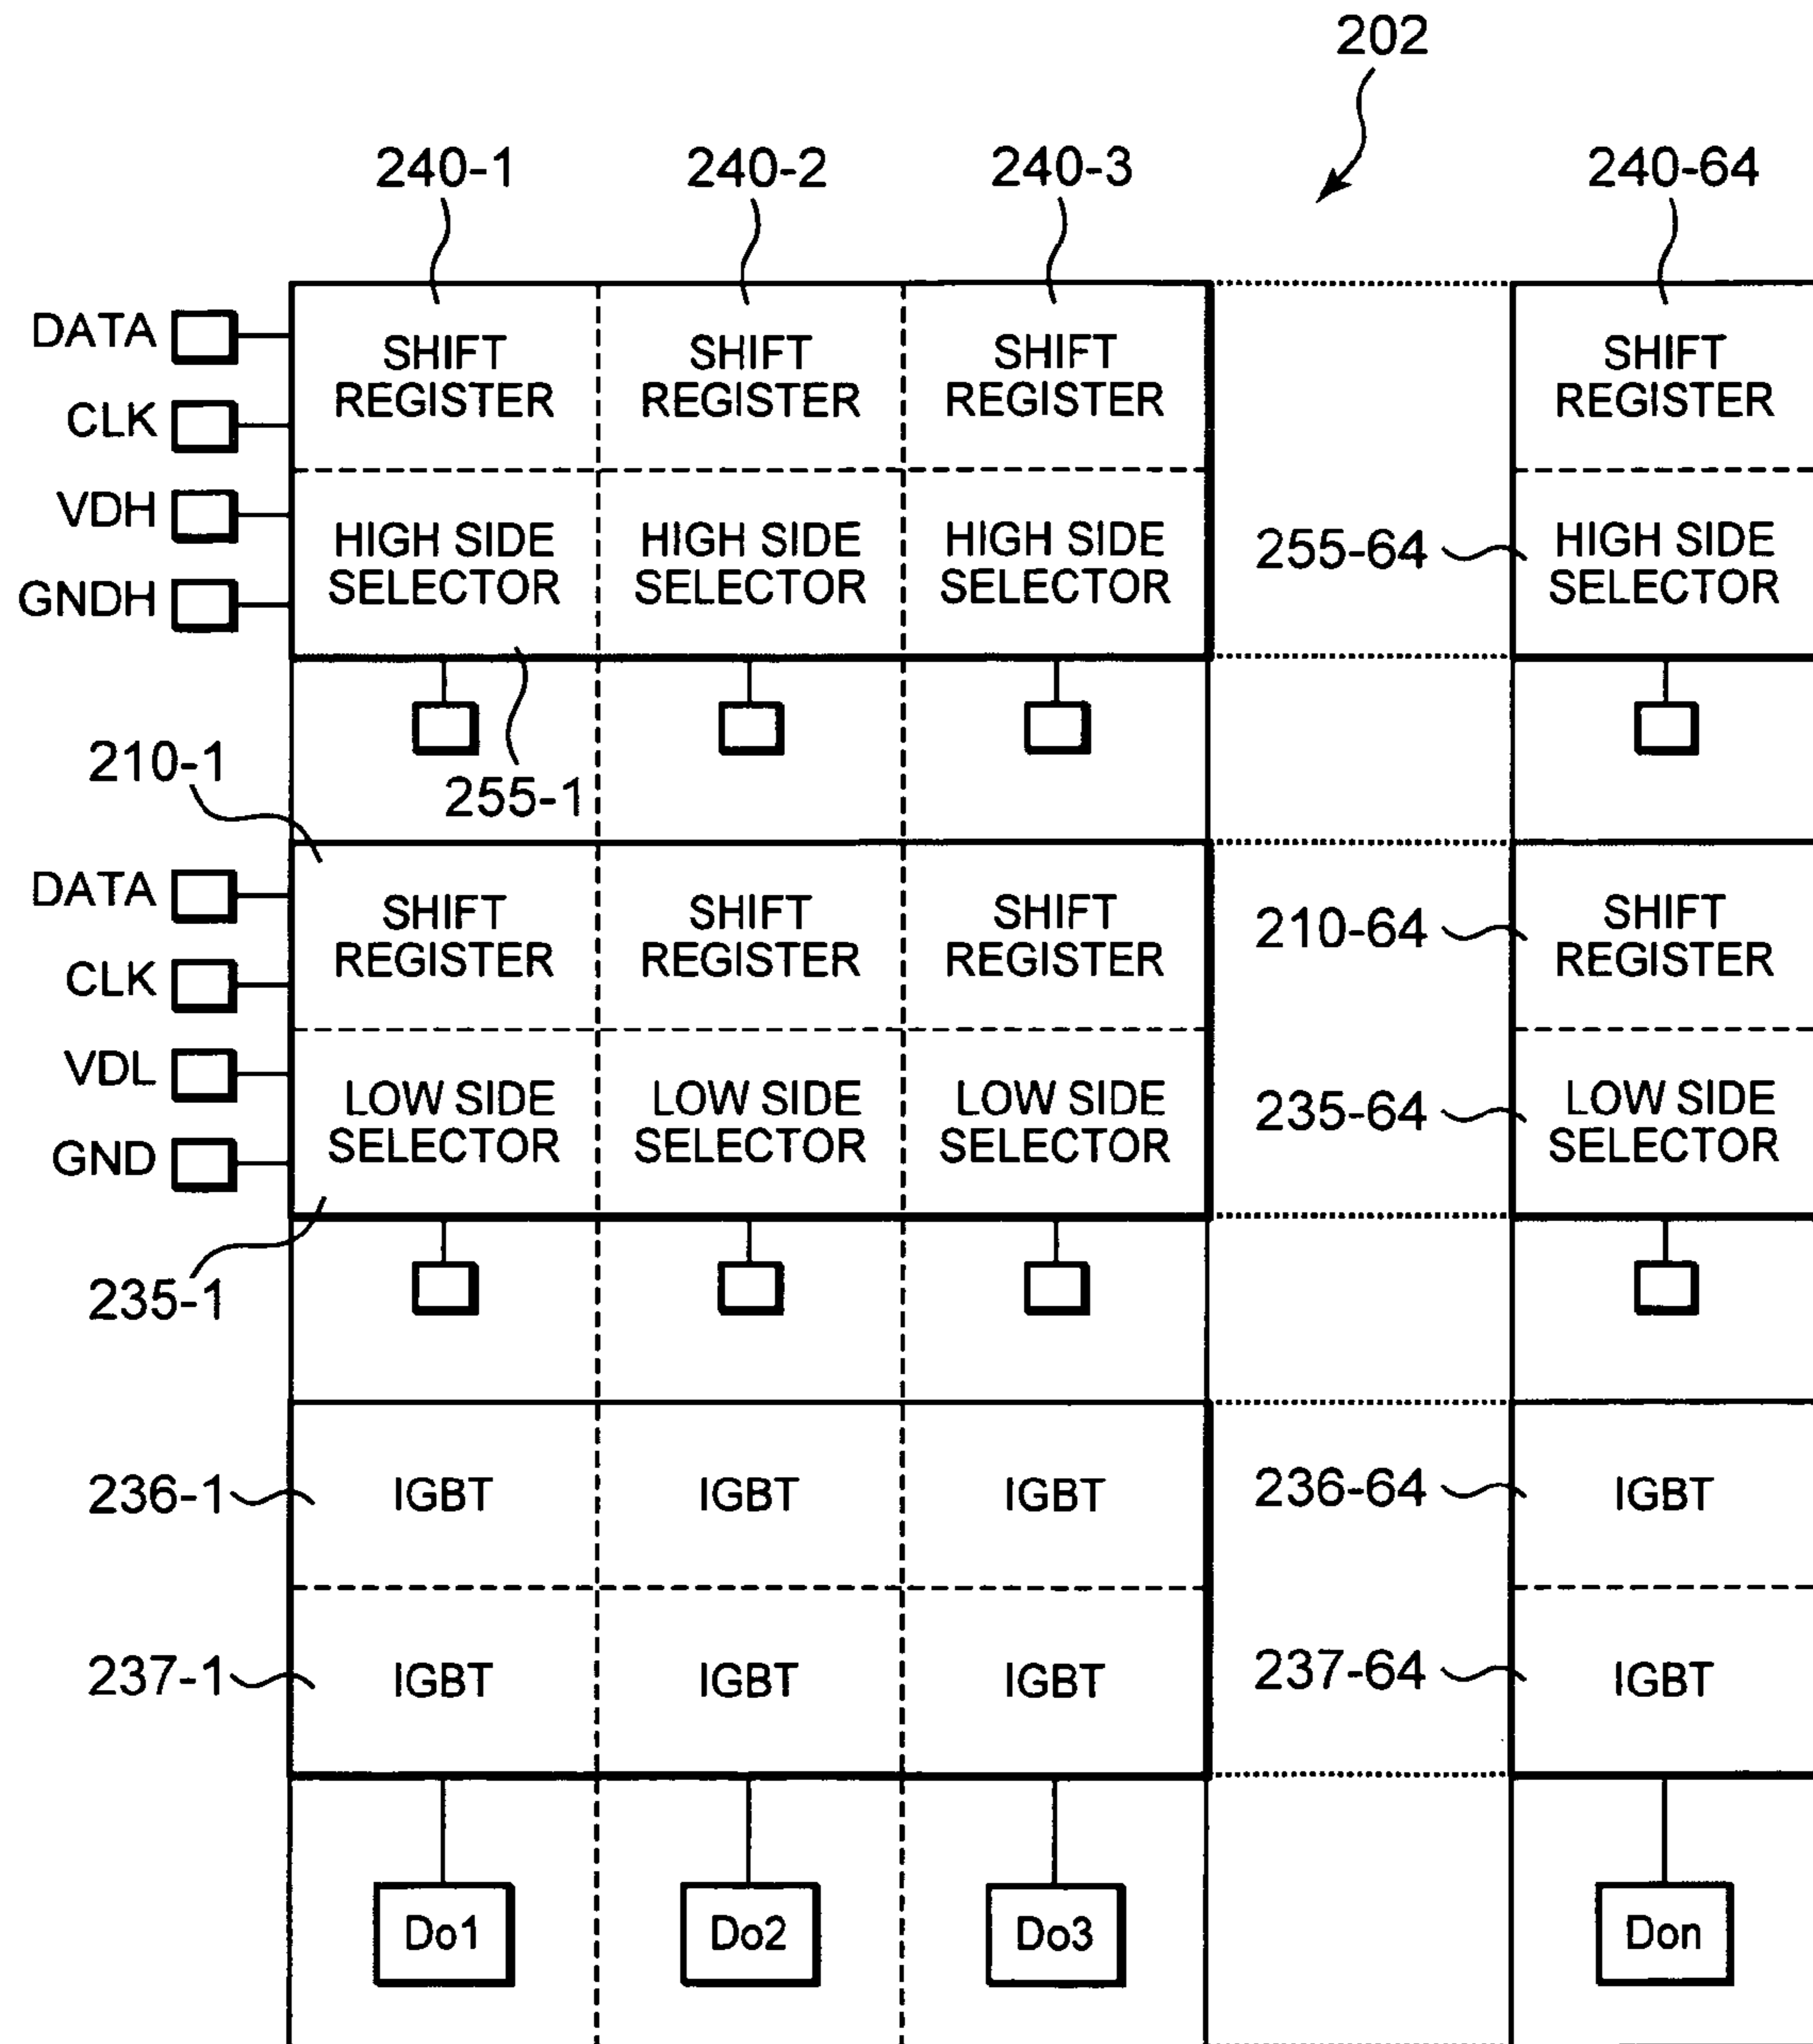 202
240-1 240-2 240-3 240-64
DATA
CLK
VDH
GNDH
SHIFT REGISTER
SHIFT REGISTER
SHIFT REGISTER
SHIFT REGISTER
HIGH SIDE SELECTOR
HIGH SIDE SELECTOR
HIGH SIDE SELECTOR
255-64
HIGH SIDE SELECTOR
210-1
255-1
DATA
CLK
VDL
GND
SHIFT REGISTER
SHIFT REGISTER
SHIFT REGISTER
210-64
SHIFT REGISTER
LOW SIDE SELECTOR
LOW SIDE SELECTOR
LOW SIDE SELECTOR
235-64
LOW SIDE SELECTOR
235-1
236-1 IGBT IGBT IGBT 236-64 IGBT
237-1 IGBT IGBT IGBT 237-64 IGBT
Do1 Do2 Do3 Don